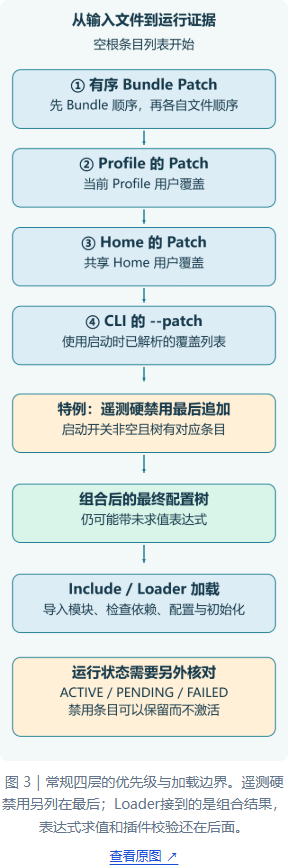 从输入文件到运行证据
空根条目列表开始
① 有序 Bundle Patch
先 Bundle 顺序，再各自文件顺序
② Profile 的 Patch
当前 Profile 用户覆盖
③ Home 的 Patch
共享 Home 用户覆盖
④ CLI 的 --patch
使用启动时已解析的覆盖列表
特例：遥测硬禁用最后追加
启动开关非空且树有对应条目
组合后的最终配置树
仍可能带未求值表达式
Include / Loader 加载
导入模块、检查依赖、配置与初始化
运行状态需要另外核对
ACTIVE / PENDING / FAILED
禁用条目可以保留而不激活
图 3｜常规四层的优先级与加载边界。遥测硬
禁用另列在最后；Loader接到的是组合结果，
表达式求值和插件校验还在后面。
查看原图 ↗